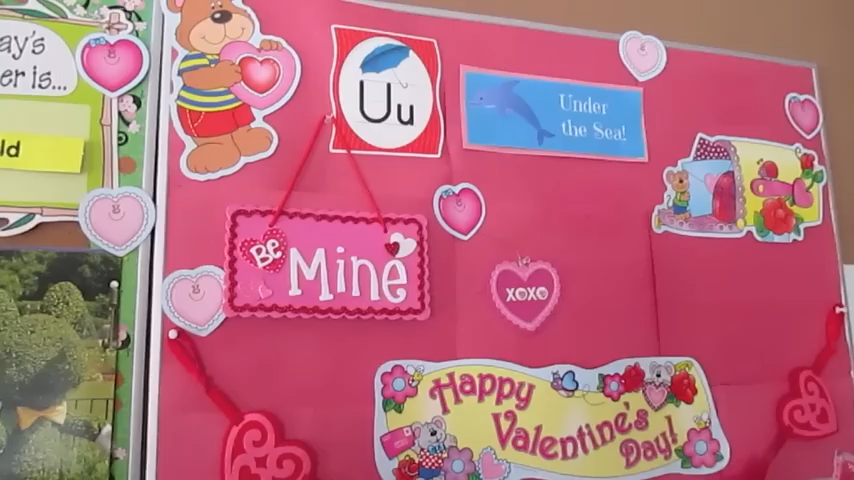 ay's
er is...
ld
Uu
Under
the Sea!
Be
Mine
XOXO
Happy
Valentine's
Day!